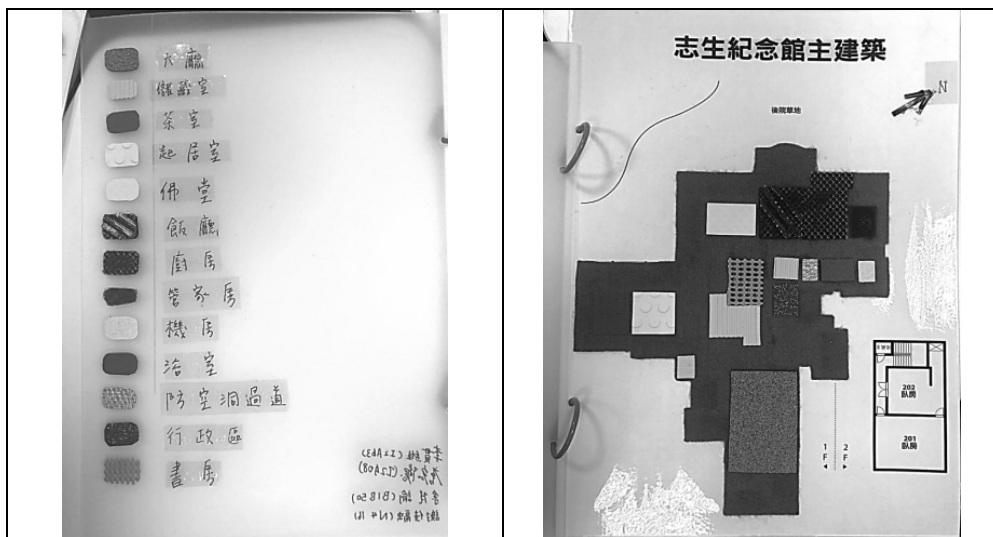 大廳
儲藏室
茶室
起居室
佛堂
飯廳
廚房
管家房
機房
浴室
防空洞過道
行政區
書房
志生紀念館主建築
N
後院草地
202
臥房
201
臥房
1F
2F